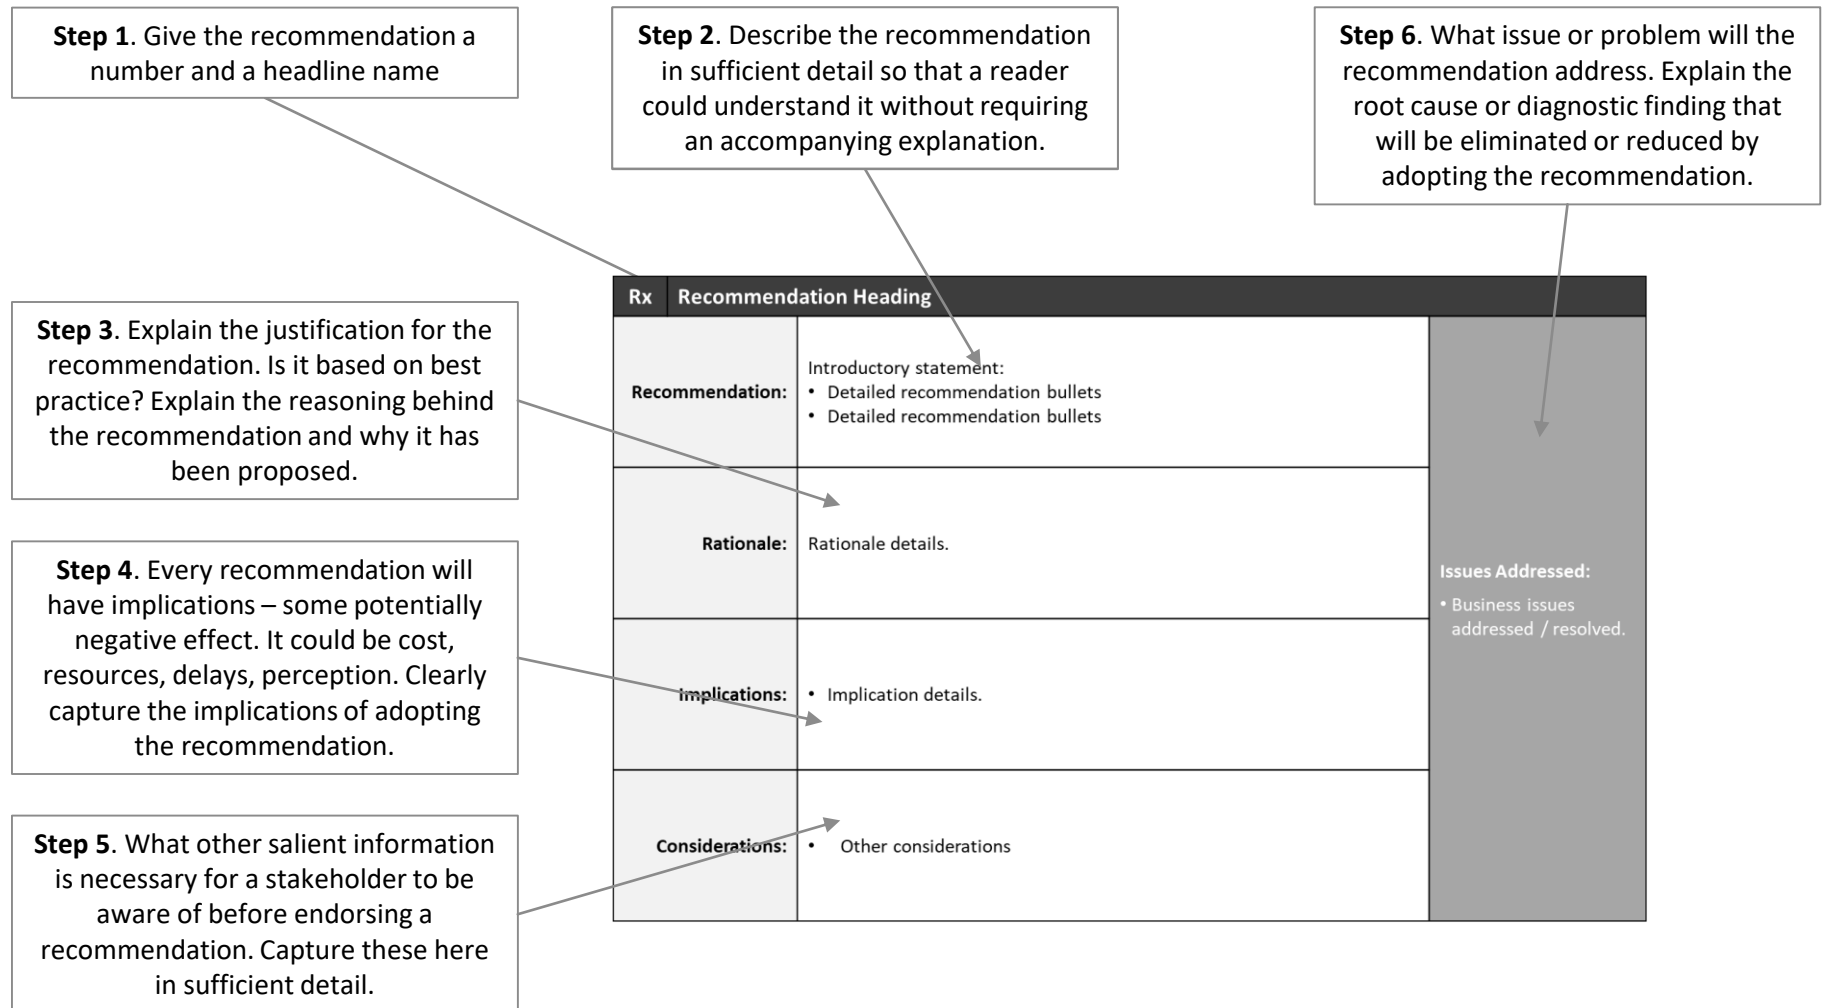 Step 1. Give the recommendation a
number and a headline name
Step 2. Describe the recommendation
in sufficient detail so that a reader
could understand it without requiring
an accompanying explanation.
Step 6. What issue or problem will the
recommendation address. Explain the
root cause or diagnostic finding that
will be eliminated or reduced by
adopting the recommendation.
Step 3. Explain the justification for the
recommendation. Is it based on best
practice? Explain the reasoning behind
the recommendation and why it has
been proposed.
Step 4. Every recommendation will
have implications – some potentially
negative effect. It could be cost,
resources, delays, perception. Clearly
capture the implications of adopting
the recommendation.
Step 5. What other salient information
is necessary for a stakeholder to be
aware of before endorsing a
recommendation. Capture these here
in sufficient detail.
Rx Recommendation Heading
Recommendation:
Introductory statement:
• Detailed recommendation bullets
• Detailed recommendation bullets
Rationale: Rationale details.
Implications: • Implication details.
Considerations: • Other considerations
Issues Addressed:
• Business issues
addressed / resolved.